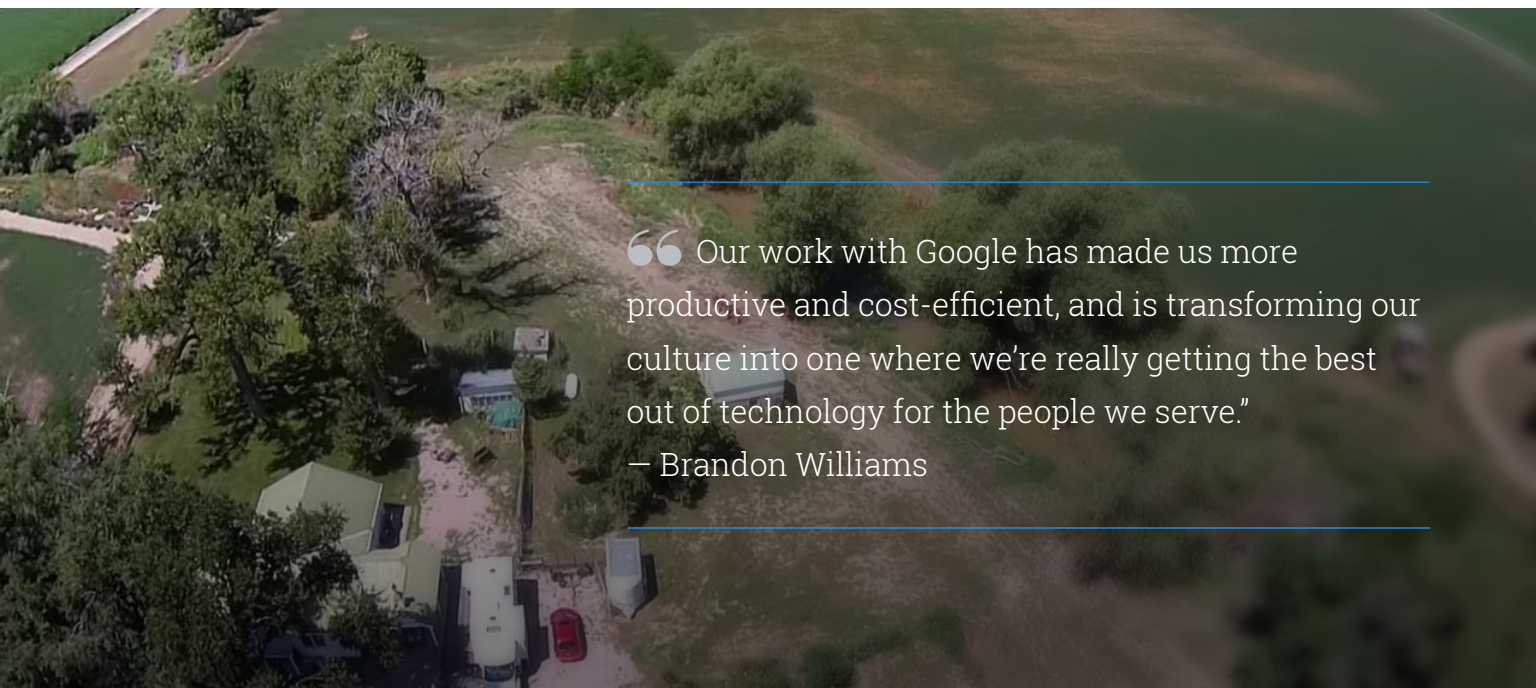 “ Our work with Google has made us more
productive and cost-efficient, and is transforming our
culture into one where we’re really getting the best
out of technology for the people we serve.”
— Brandon Williams